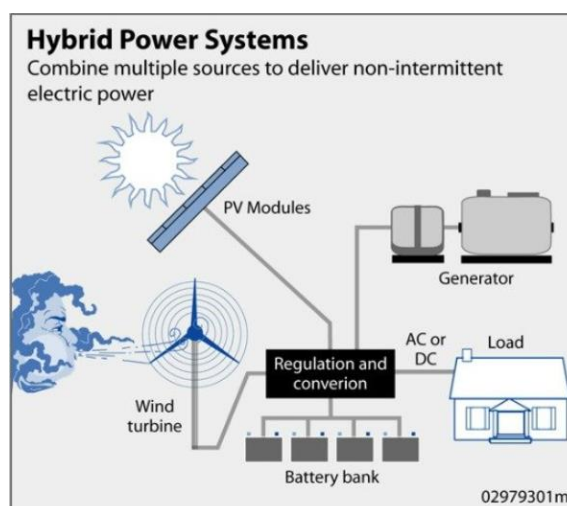 Hybrid Power Systems
Combine multiple sources to deliver non-intermittent
electric power
PV Modules
Generator
AC or
DC
Load
Regulation and
converion
Wind
turbine
Battery bank
02979301m